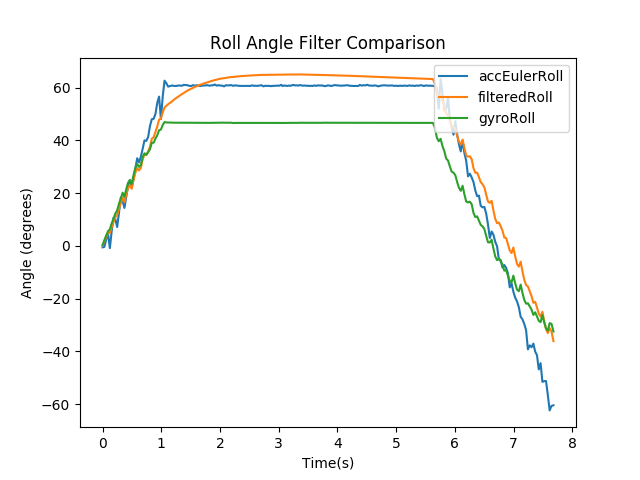 Roll Angle Filter Comparison
accEulerRoll
filteredRoll
gyroRoll
Angle (degrees)
60
40
20
0
−20
−40
−60
0 1 2 3 4 5 6 7 8
Time(s)